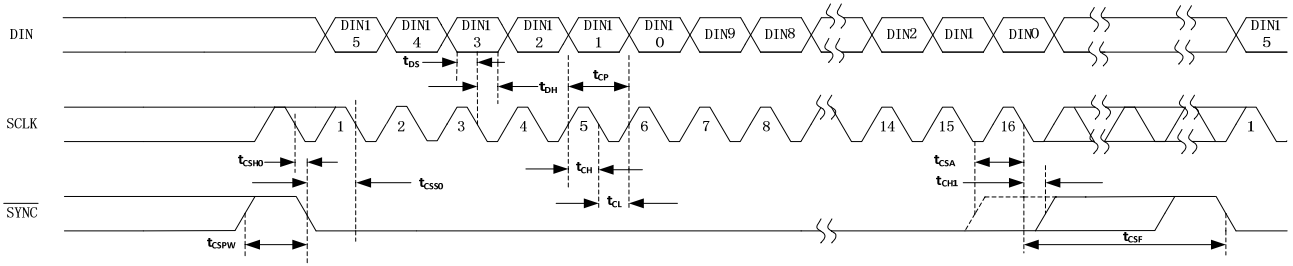 DIN
DIN1
5
DIN1
4
DIN1
3
DIN1
2
DIN1
1
DIN1
0
DIN9
DIN8
DIN2
DIN1
DIN0
DIN1
5
tDS
tDH
tCP
SCLK
1
2
3
4
5
6
7
8
14
15
16
1
tCSH0
tCSS0
tCH
tCL
tCSA
tCH1
SYNC
tCSPW
tCSF